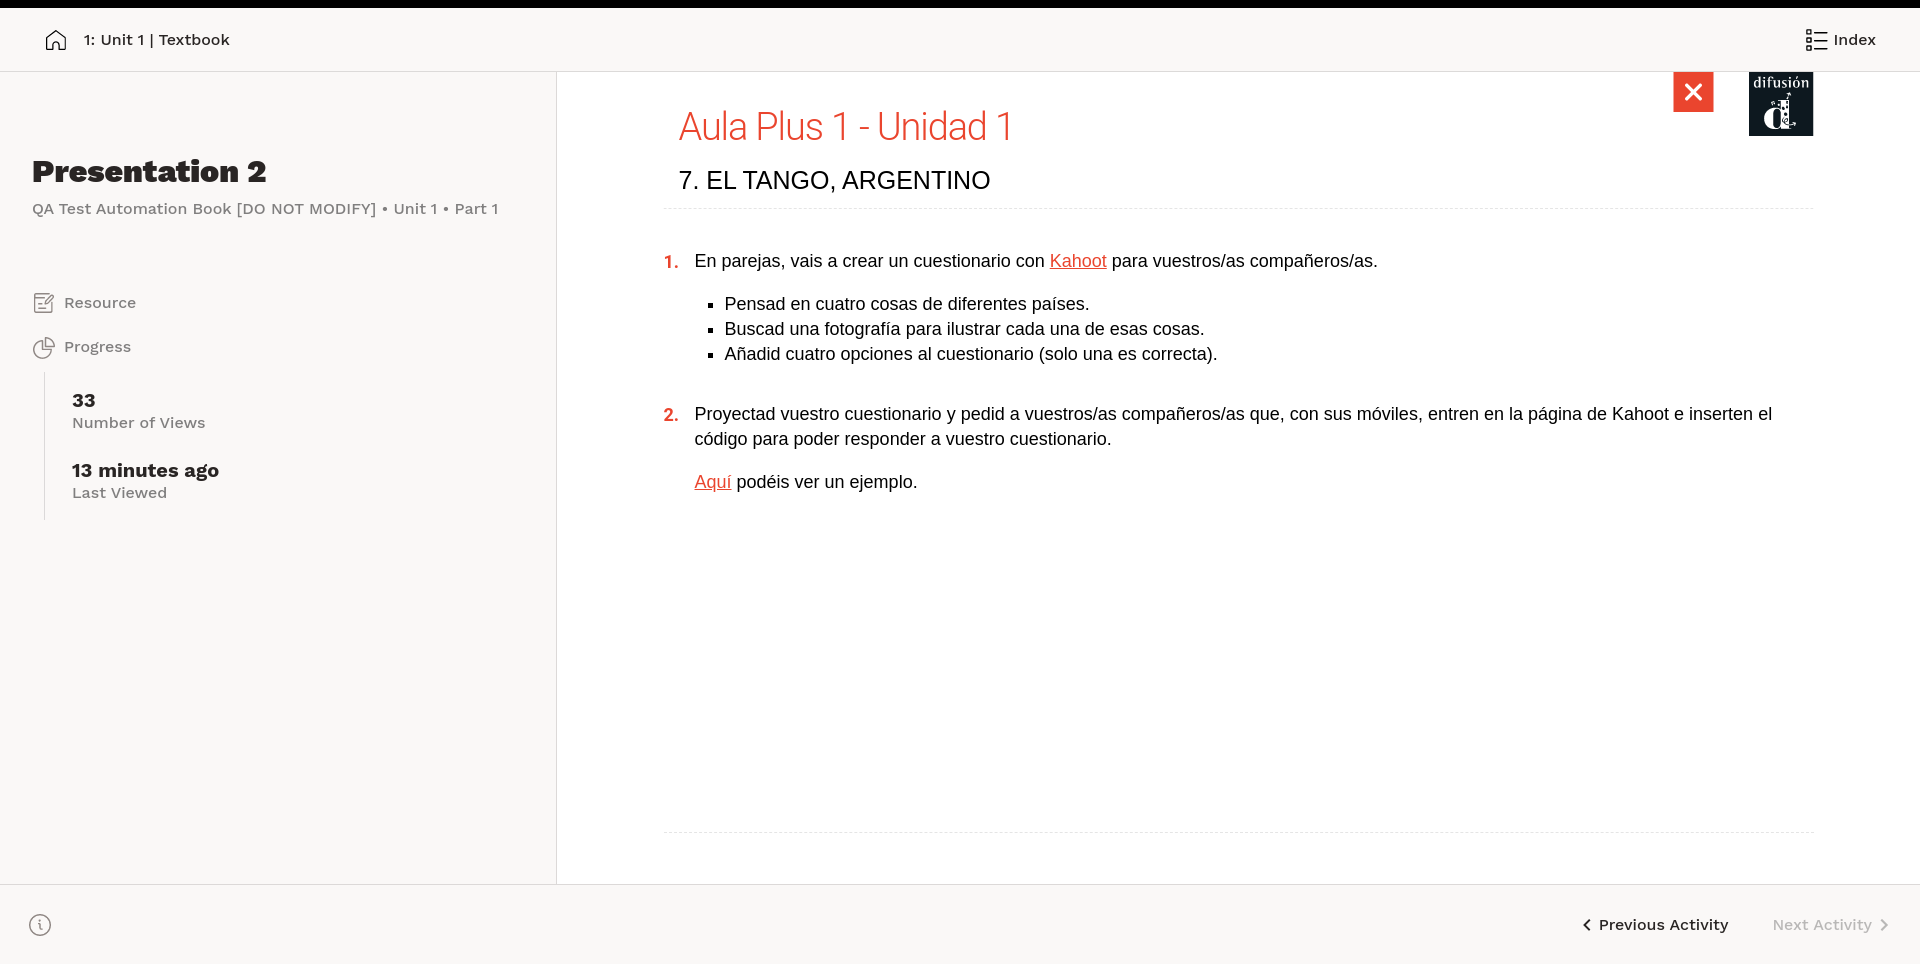 1: Unit 1 | Textbook
Index
Presentation 2
QA Test Automation Book [DO NOT MODIFY] • Unit 1 • Part 1
Resource
Progress
33
Number of Views
13 minutes ago
Last Viewed
difusión
d
Aula Plus 1 - Unidad 1
7. EL TANGO, ARGENTINO
1. En parejas, vais a crear un cuestionario con Kahoot para vuestros/as compañeros/as.
▪ Pensad en cuatro cosas de diferentes países.
▪ Buscad una fotografía para ilustrar cada una de esas cosas.
▪ Añadid cuatro opciones al cuestionario (solo una es correcta).
2. Proyectad vuestro cuestionario y pedid a vuestros/as compañeros/as que, con sus móviles, entren en la página de Kahoot e inserten el
código para poder responder a vuestro cuestionario.
Aquí podéis ver un ejemplo.
Previous Activity
Next Activity